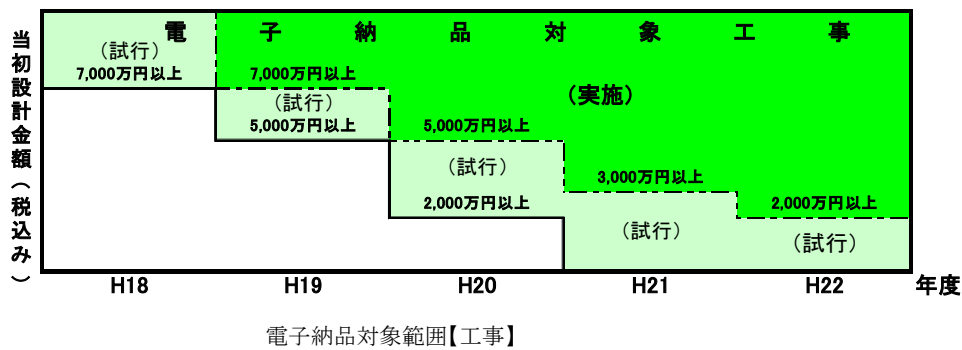 電子納品対象工事
当初設計金額（税込み）
（試行）
7,000万円以上
7,000万円以上
（試行）
5,000万円以上
（実施）
5,000万円以上
（試行）
2,000万円以上
3,000万円以上
（試行）
2,000万円以上
（試行）
H18 H19 H20 H21 H22 年度
電子納品対象範囲【工事】